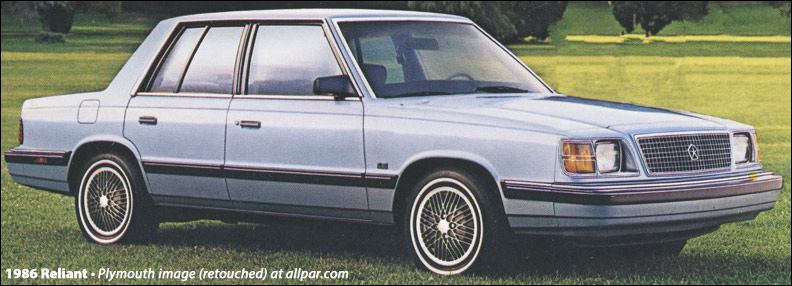 1986 Reliant • Plymouth image (retouched) at allpar.com